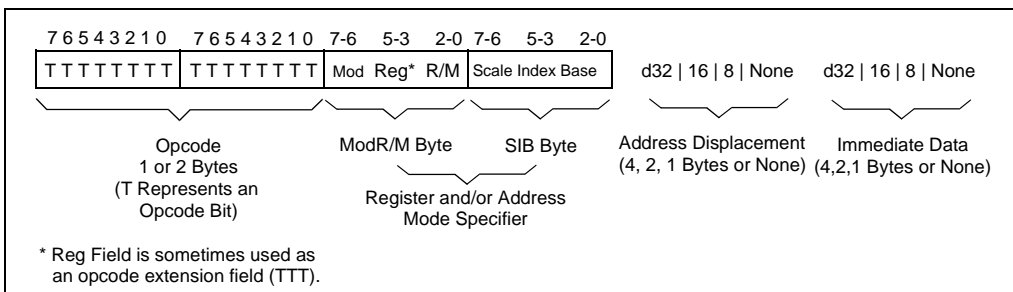 7 6 5 4 3 2 1 0 7 6 5 4 3 2 1 0 7-6 5-3 2-0 7-6 5-3 2-0
T T T T T T T T T T T T T T T T Mod Reg* R/M Scale Index Base d32 | 16 | 8 | None d32 | 16 | 8 | None
Opcode
1 or 2 Bytes
(T Represents an
Opcode Bit)
ModR/M Byte SIB Byte
Register and/or Address
Mode Specifier
Address Displacement
(4, 2, 1 Bytes or None)
Immediate Data
(4,2,1 Bytes or None)
* Reg Field is sometimes used as
an opcode extension field (TTT).